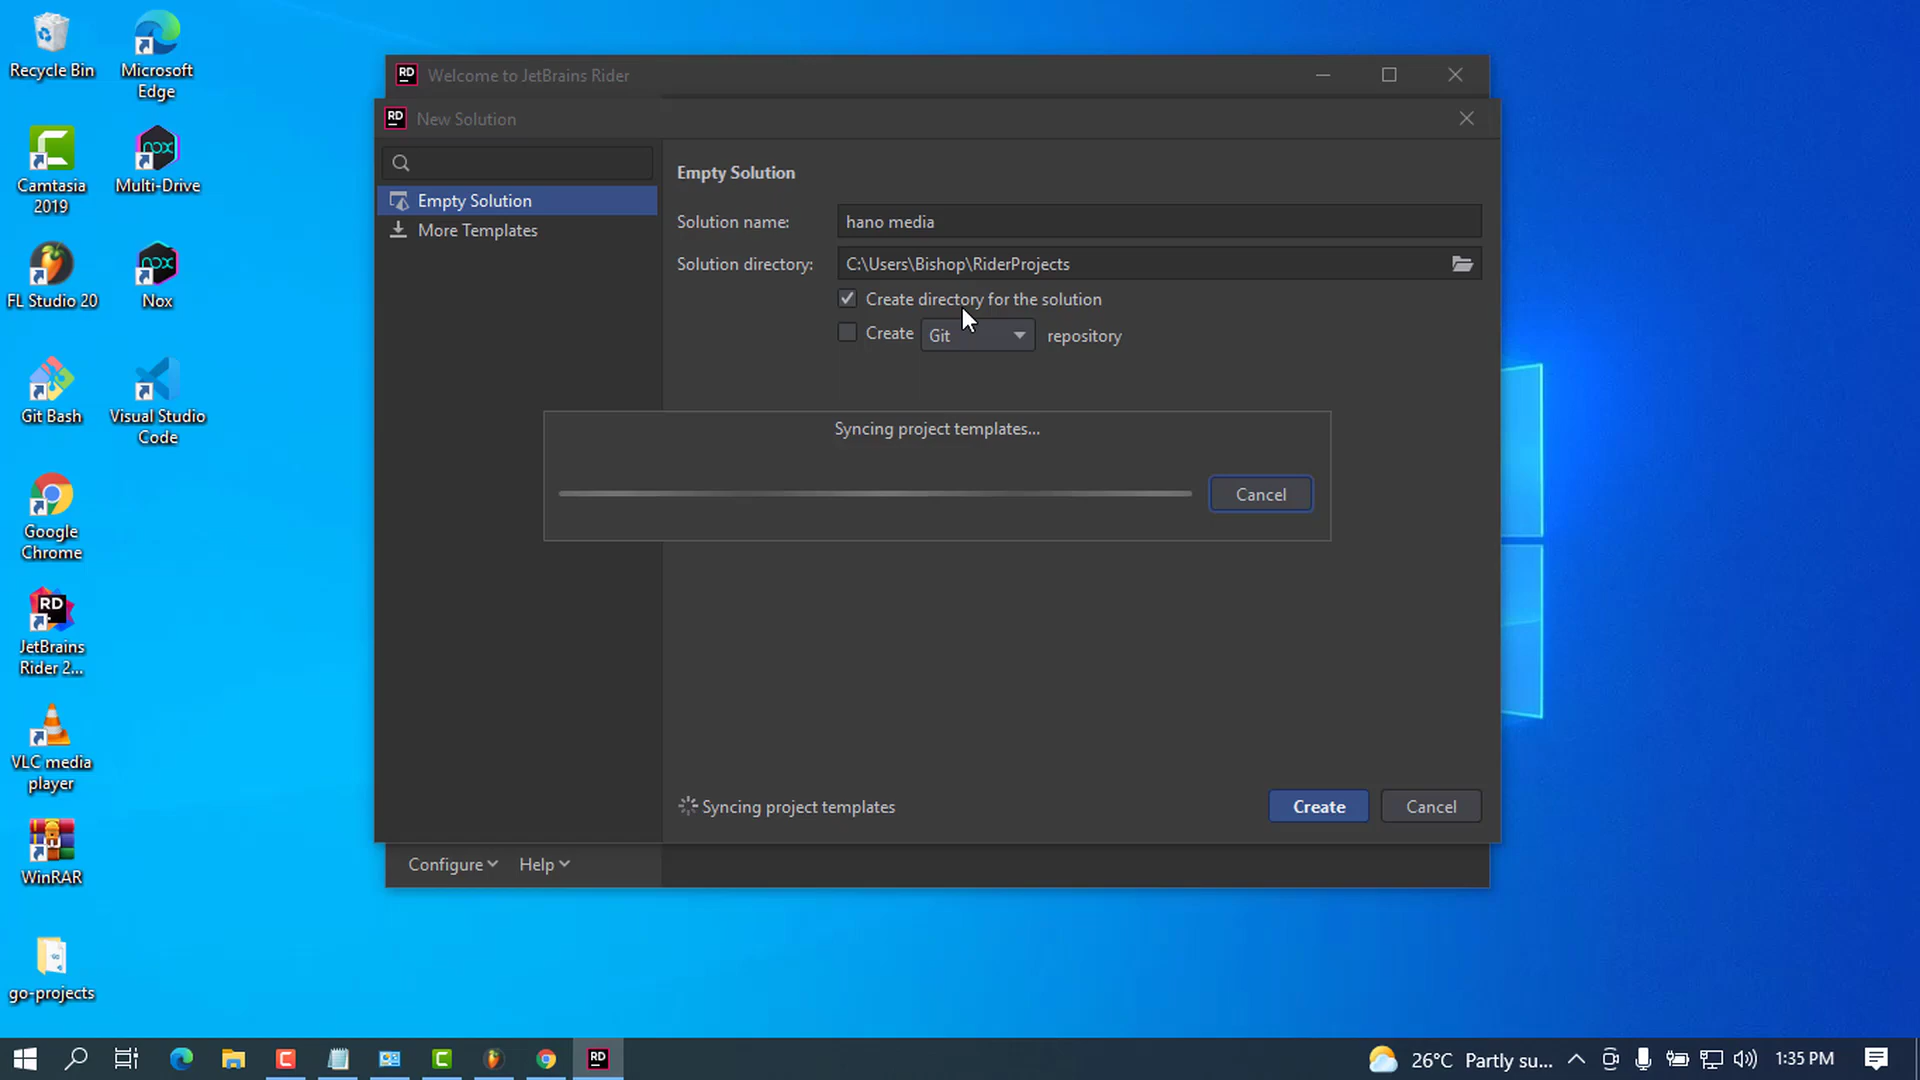 Recycle Bin
Microsoft
Edge
Camtasia
2019
Multi-Drive
FL Studio 20
Nox
Git Bash
Visual Studio
Code
Google
Chrome
JetBrains
Rider 2...
VLC media
player
WinRAR
go-projects
RD Welcome to JetBrains Rider
RD New Solution
Empty Solution
More Templates
Empty Solution
Solution name: hano media
Solution directory: C:\Users\Bishop\RiderProjects
Create directory for the solution
Create Git repository
Syncing project templates...
Cancel
Syncing project templates
Create Cancel
Configure Help
26°C Partly su... 1:35 PM